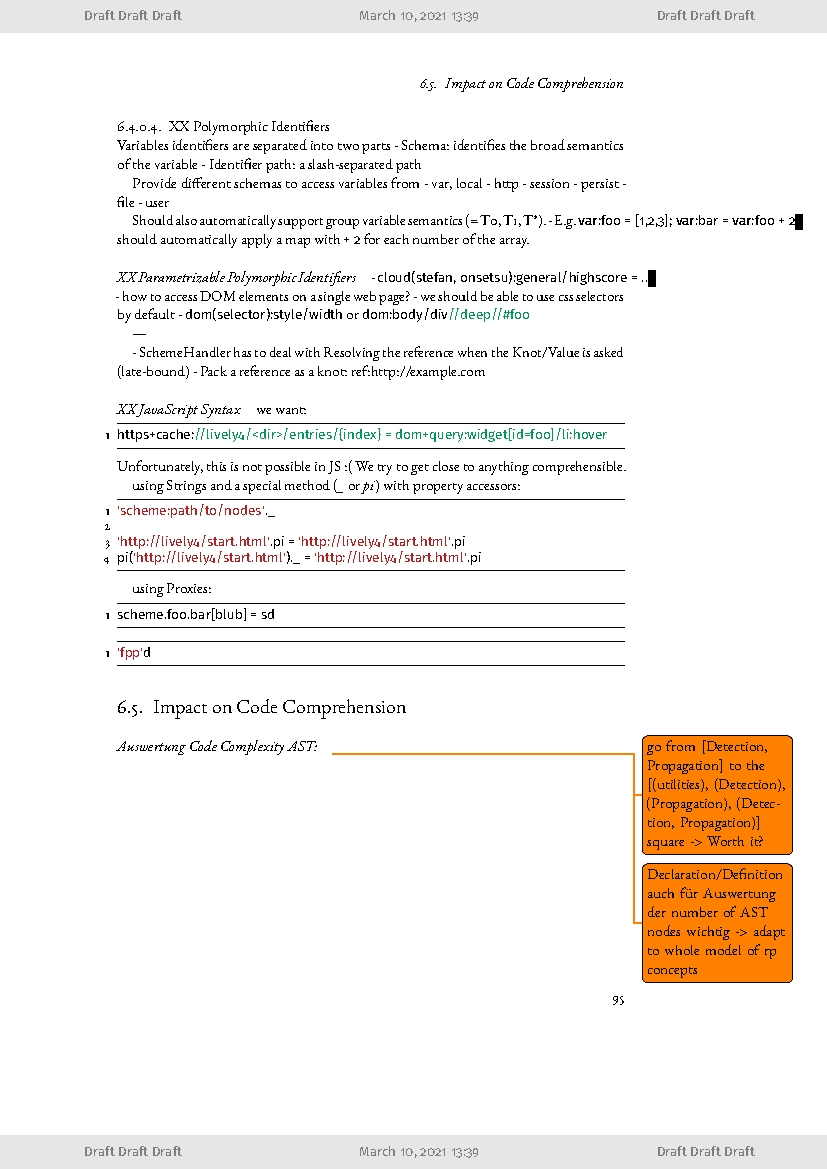 Draft Draft Draft March 10, 2021 13:39 Draft Draft Draft
6.5. Impact on Code Comprehension
6.4.0.4. XX Polymorphic Identifiers
Variables identifiers are separated into two parts - Schema: identifies the broad semantics
of the variable - Identifier path: a slash-separated path
Provide different schemas to access variables from - var, local - http - session - persist -
file - user
Should also automatically support group variable semantics (= T0, T1, T*). - E.g. var:foo = [1,2,3]; var:bar = var:foo + 2
should automatically apply a map with + 2 for each number of the array.
XX Parametrizable Polymorphic Identifiers - cloud(stefan, onsetsu):general/highscore = ..
- how to access DOM elements on a single web page? - we should be able to use css selectors
by default - dom(selector):style/width or dom:body/div//deep//#foo
—
- SchemeHandler has to deal with Resolving the reference when the Knot/Value is asked
(late-bound) - Pack a reference as a knot: ref:http://example.com
XX JavaScript Syntax we want:
1 https+cache://lively4/<dir>/entries/{index} = dom+query:widget[id=foo]/li:hover
Unfortunately, this is not possible in JS :( We try to get close to anything comprehensible.
using Strings and a special method (_ or pi) with property accessors:
1 'scheme:path/to/nodes'._
2
3 'http://lively4/start.html'.pi = 'http://lively4/start.html'.pi
4 pi('http://lively4/start.html')._ = 'http://lively4/start.html'.pi
using Proxies:
1 scheme.foo.bar[blub] = sd
1 'fpp'd
6.5. Impact on Code Comprehension
Auswertung Code Complexity AST:
go from [Detection,
Propagation] to the
[(utilities), (Detection),
(Propagation), (Detec-
tion, Propagation)]
square -> Worth it?
Declaration/Definition
auch für Auswertung
der number of AST
nodes wichtig -> adapt
to whole model of rp
concepts
95
Draft Draft Draft March 10, 2021 13:39 Draft Draft Draft